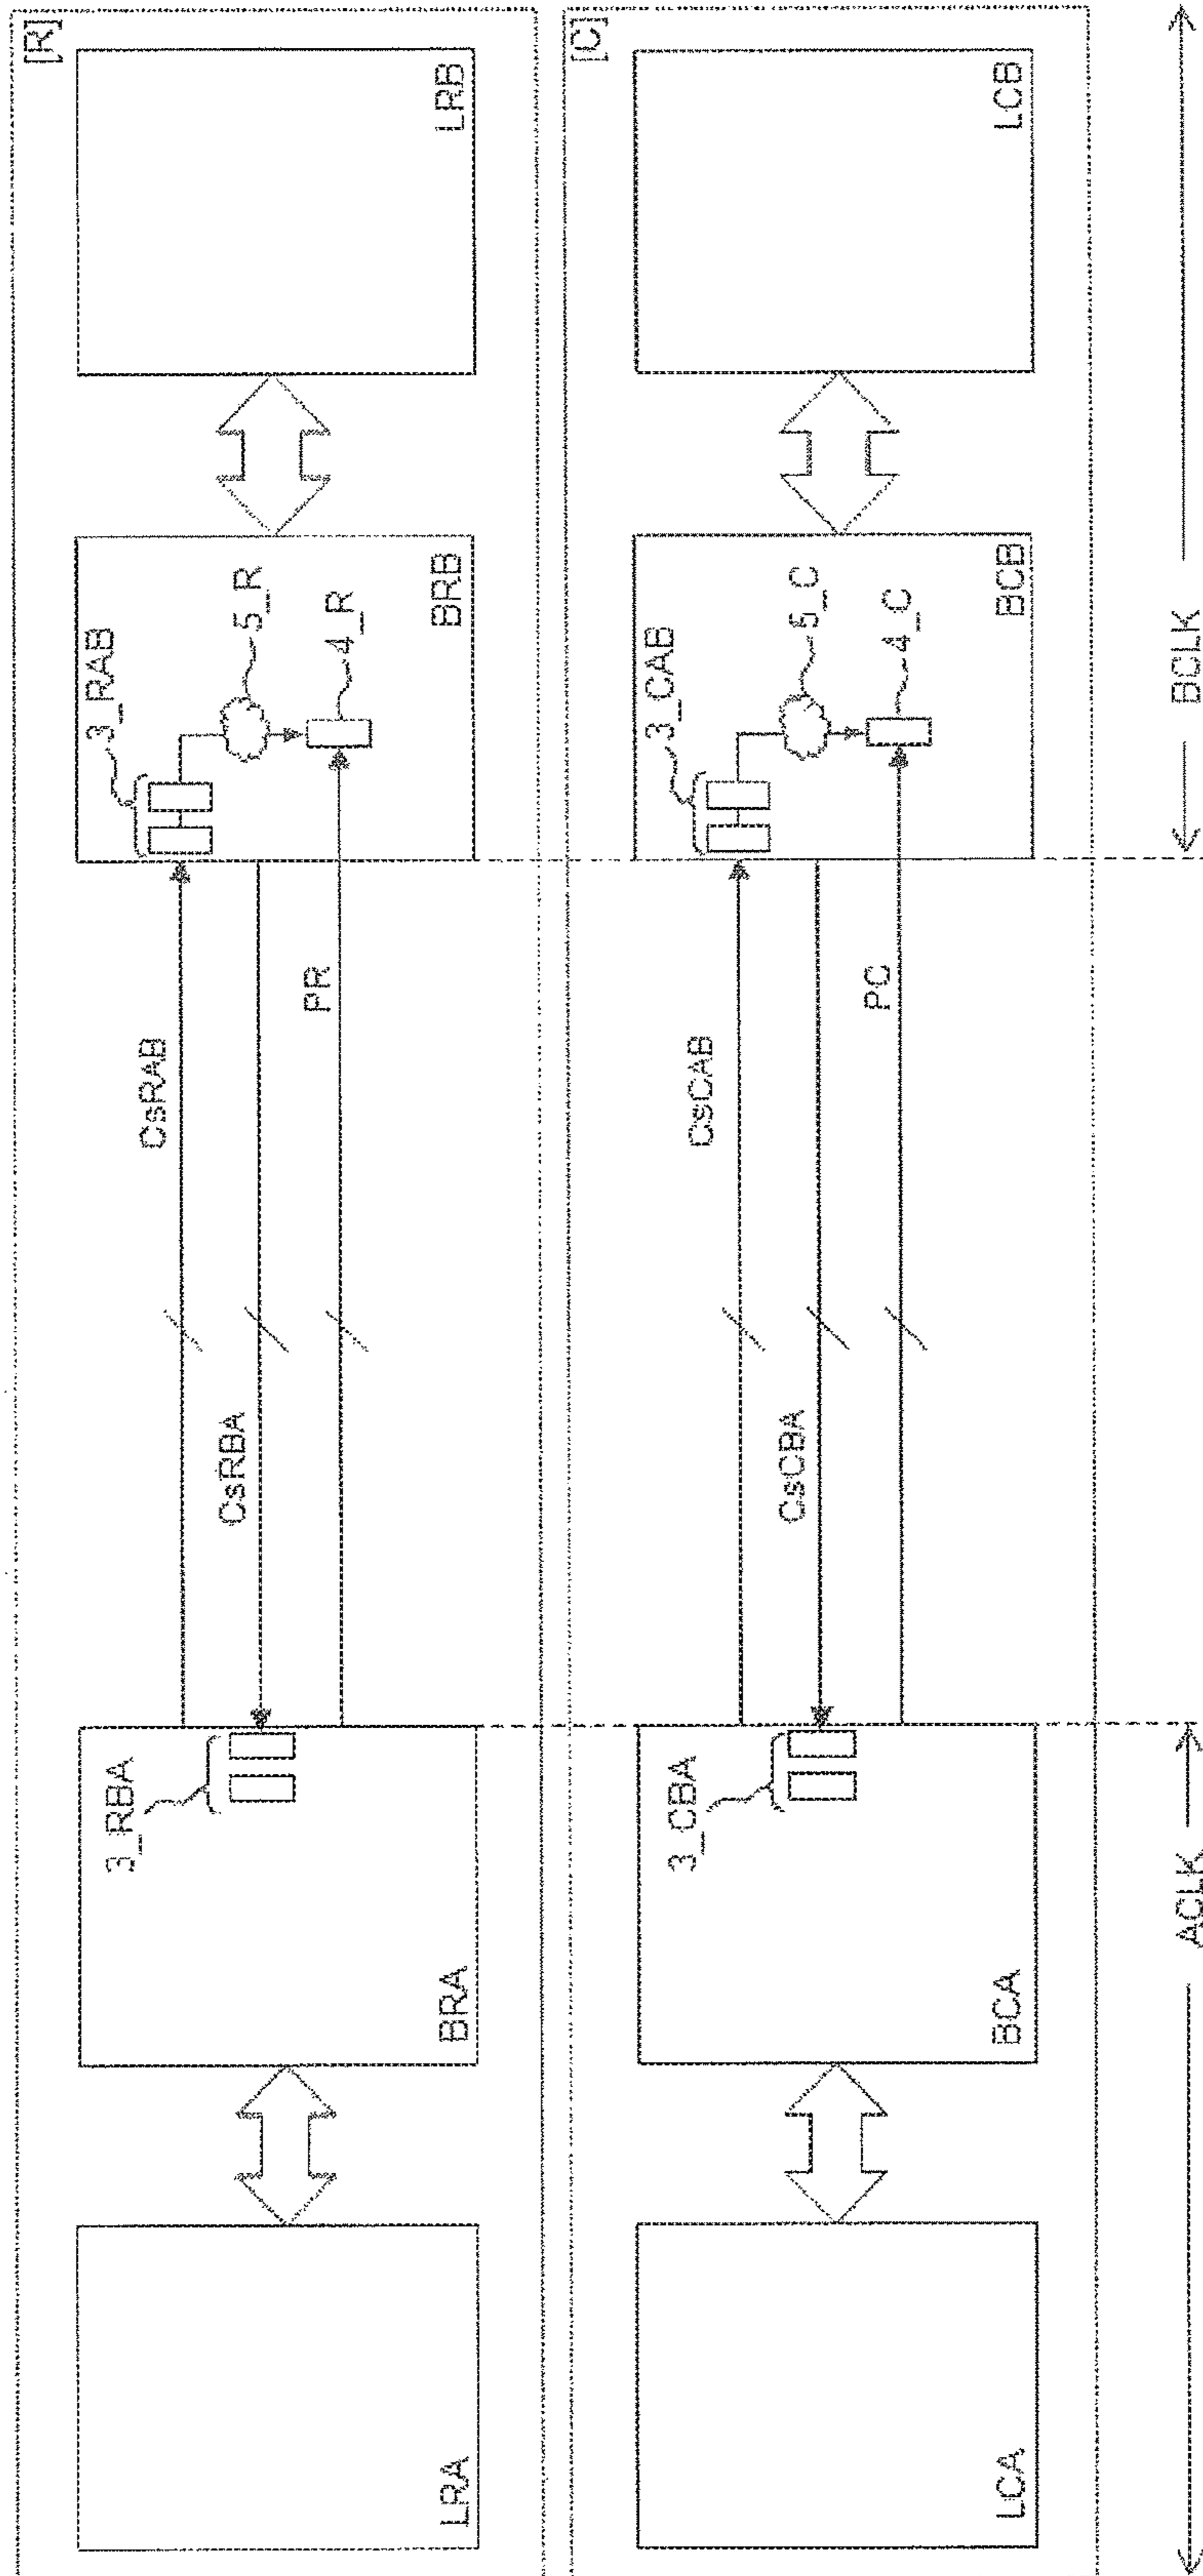 [R]
LRA
BRA
3_RBA
CsRAB
CsRBA
PR
3_RAB
5_R
4_R
BRB
LRB
[C]
LCA
BCA
3_CBA
CsCAB
CsCBA
PC
3_CAB
5_C
4_C
BCB
LCB
ACLK
BCLK